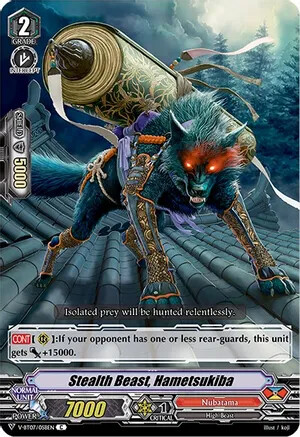 2
GRADE
INTERCEPT
SHIELD
5000
Isolated prey will be hunted relentlessly.
CONT [ ]:If your opponent has one or less rear-guards, this unit
gets +15000.
Stealth Beast, Hametsukiba
NORMAL
UNIT
POWER
7000
1
CRITICAL
Nubatama
High Beast
V-BT07/058EN C
Illust / koji